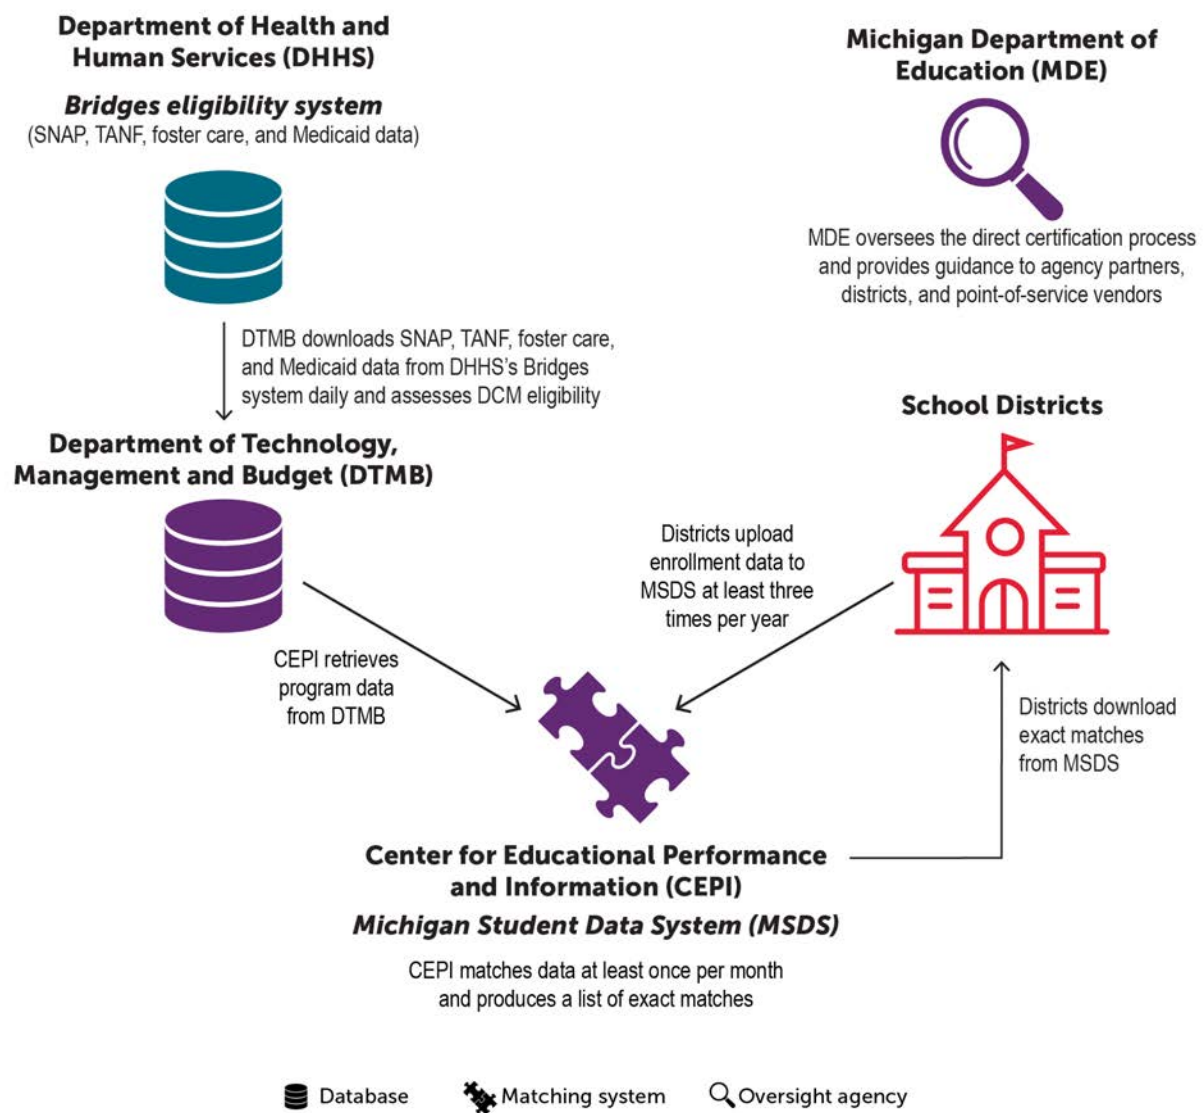 Department of Health and
Human Services (DHHS)
Bridges eligibility system
(SNAP, TANF, foster care, and Medicaid data)
Michigan Department of
Education (MDE)
MDE oversees the direct certification process
and provides guidance to agency partners,
districts, and point-of-service vendors
DTMB downloads SNAP, TANF, foster care,
and Medicaid data from DHHS’s Bridges
system daily and assesses DCM eligibility
Department of Technology,
Management and Budget (DTMB)
School Districts
Districts upload
enrollment data to
MSDS at least three
times per year
CEPI retrieves
program data
from DTMB
Districts download
exact matches
from MSDS
Center for Educational Performance
and Information (CEPI)
Michigan Student Data System (MSDS)
CEPI matches data at least once per month
and produces a list of exact matches
Database
Matching system
Oversight agency